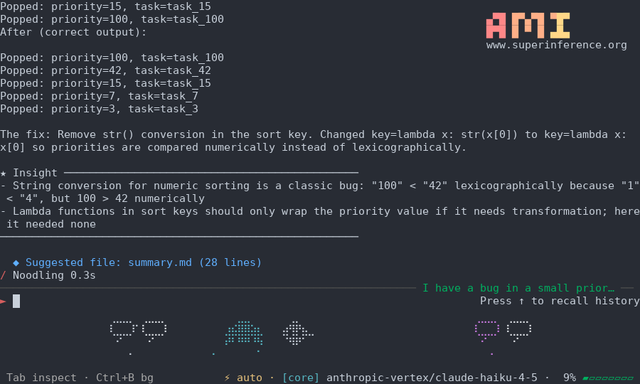 Popped: priority=15, task=task_15
Popped: priority=100, task=task_100
After (correct output):
AMI
www.superinference.org
Popped: priority=100, task=task_100
Popped: priority=42, task=task_42
Popped: priority=15, task=task_15
Popped: priority=7, task=task_7
Popped: priority=3, task=task_3
The fix: Remove str() conversion in the sort key. Changed key=lambda x: str(x[0]) to key=lambda x:
x[0] so priorities are compared numerically instead of lexicographically.
★ Insight
- String conversion for numeric sorting is a classic bug: "100" < "42" lexicographically because "1"
< "4", but 100 > 42 numerically
- Lambda functions in sort keys should only wrap the priority value if it needs transformation; here
it needed none
◆ Suggested file: summary.md (28 lines)
/ Noodling 0.3s
I have a bug in a small prior…
Press ↑ to recall history
Tab inspect · Ctrl+B bg
⚡ auto · [core] anthropic-vertex/claude-haiku-4-5 · 9%